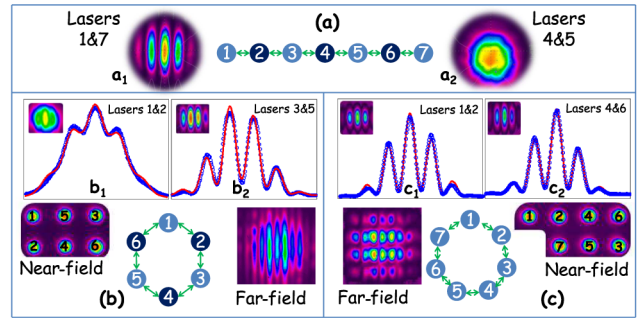 Lasers
1&7
a1
(a)
1 2 3 4 5 6 7
Lasers
4&5
a2
Lasers 1&2
b1
Lasers 3&5
b2
1 5 3
2 4 6
Near-field
(b)
1
6 2
5 3
4
Far-field
Lasers 1&2
c1
Lasers 4&6
c2
Far-field
1
7 2
6 3
5 4
(c)
1 2 4 6
7 5 3
Near-field